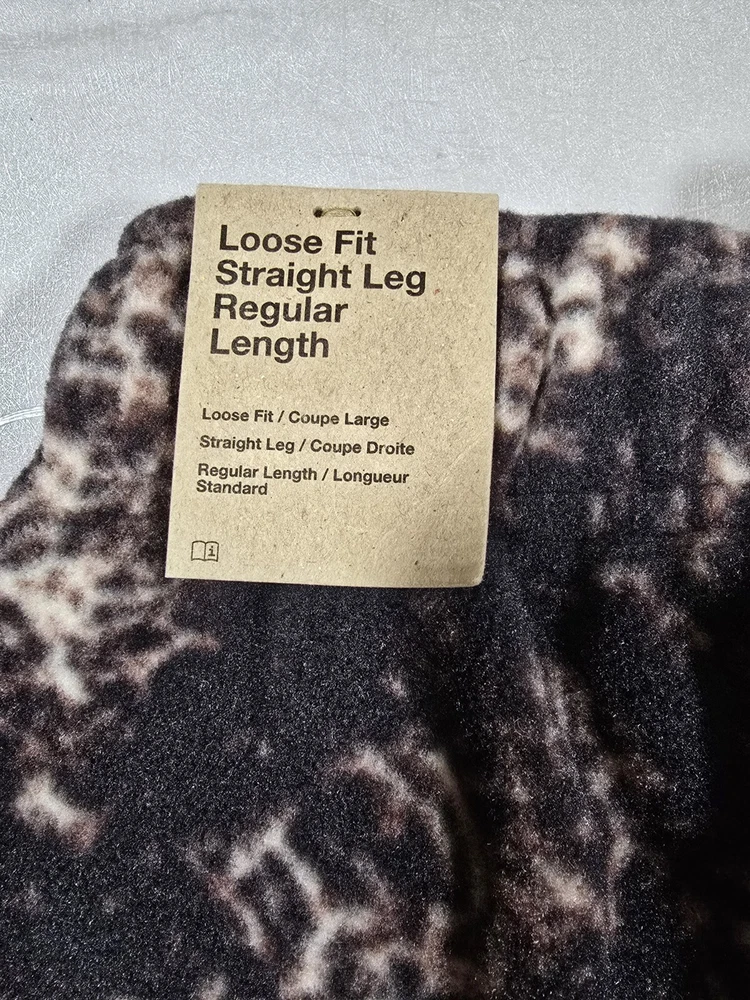 Loose Fit
Straight Leg
Regular
Length
Loose Fit / Coupe Large
Straight Leg / Coupe Droite
Regular Length / Longueur
Standard
i